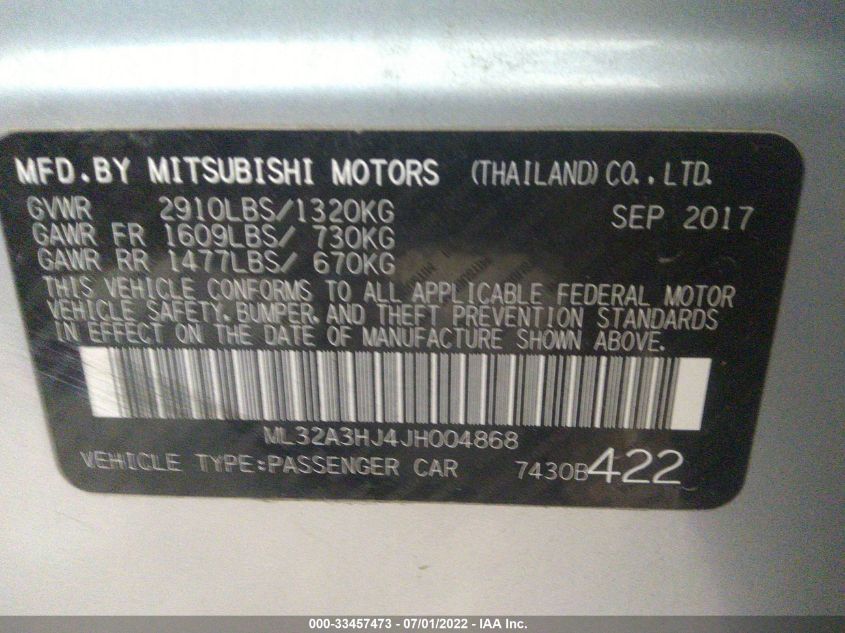 MFD.BY MITSUBISHI MOTORS (THAILAND) CO., LTD.
GVWR 2910LBS/1320KG SEP 2017
GAWR FR 1609LBS/ 730KG
GAWR RR 1477LBS/ 670KG
THIS VEHICLE CONFORMS TO ALL APPLICABLE FEDERAL MOTOR
VEHICLE SAFETY, BUMPER, AND THEFT PREVENTION STANDARDS
IN EFFECT ON THE DATE OF MANUFACTURE SHOWN ABOVE.
ML32A3HJ4JH004868
VEHICLE TYPE:PASSENGER CAR 7430B422
000-33457473 - 07/01/2022 - IAA Inc.